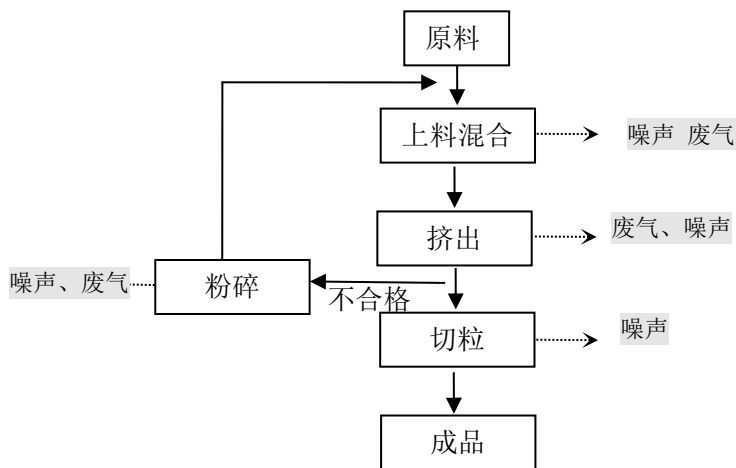 原料
上料混合
噪声 废气
挤出
废气、噪声
噪声、废气
粉碎
不合格
切粒
噪声
成品